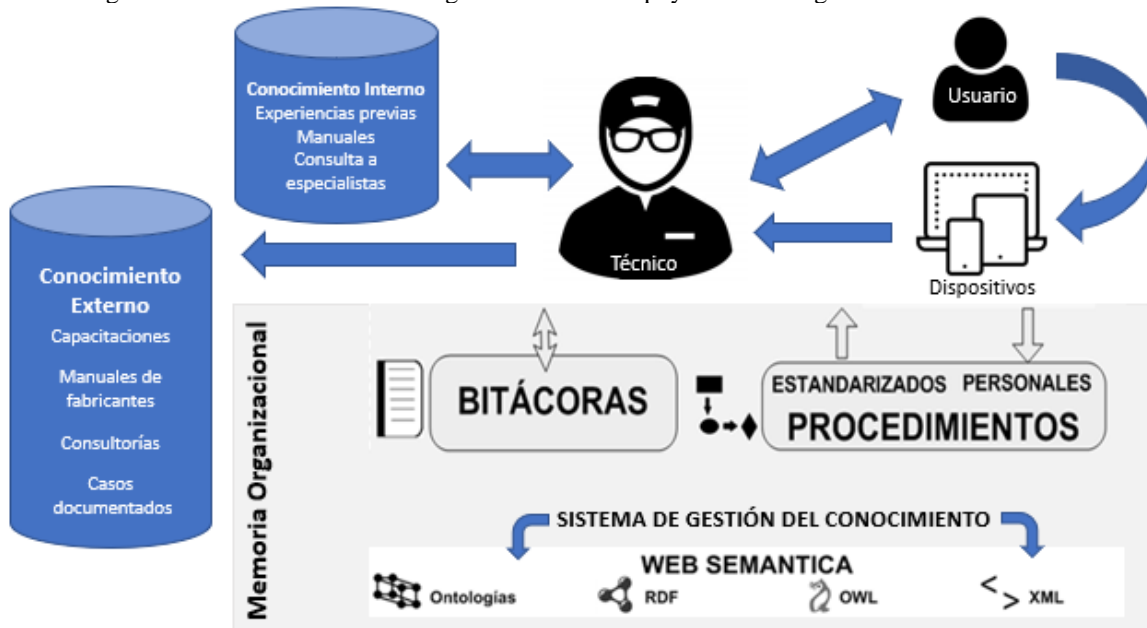 Conocimiento Interno
Experiencias previas
Manuales
Consulta a
especialistas
Usuario
Técnico
Dispositivos
Conocimiento
Externo
Capacitaciones
Manuales de
fabricantes
Consultorías
Casos
documentados
Memoria Organizacional
BITÁCORAS
ESTANDARIZADOS PERSONALES
PROCEDIMIENTOS
SISTEMA DE GESTIÓN DEL CONOCIMIENTO
WEB SEMANTICA
Ontologías
RDF
OWL
< > XML